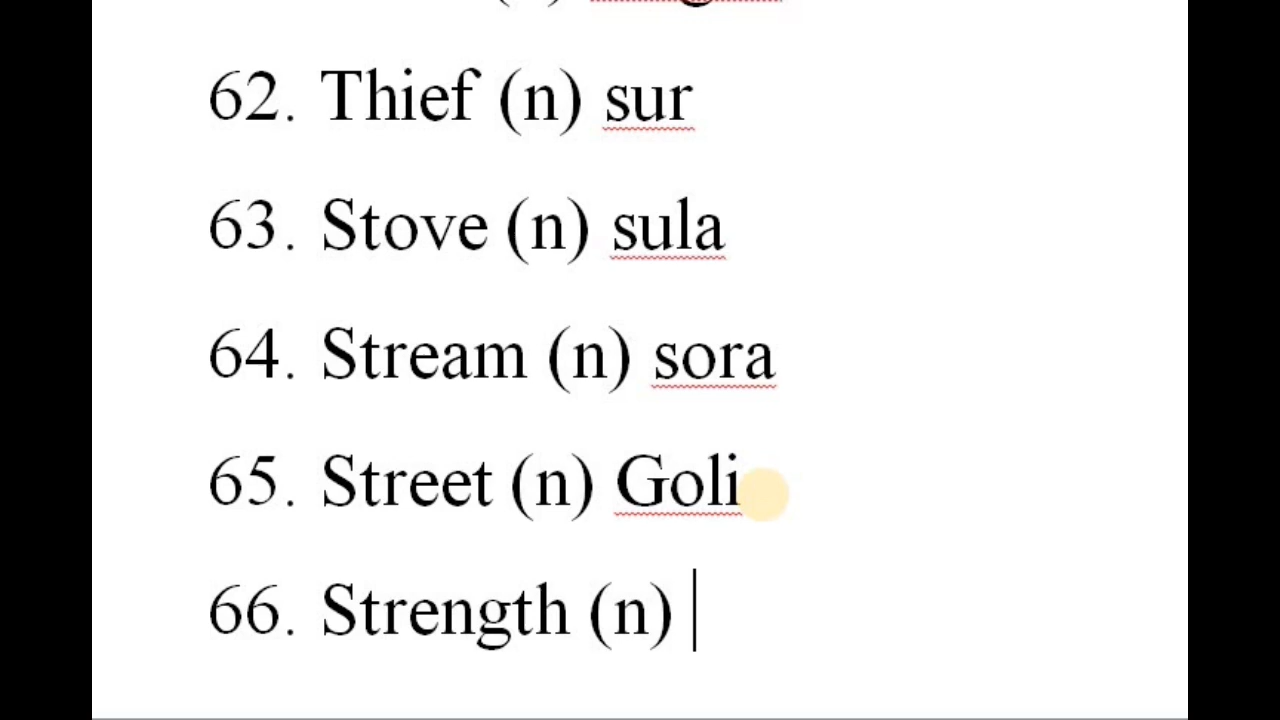 62. Thief (n) sur
63. Stove (n) sula
64. Stream (n) sora
65. Street (n) Goli
66. Strength (n)